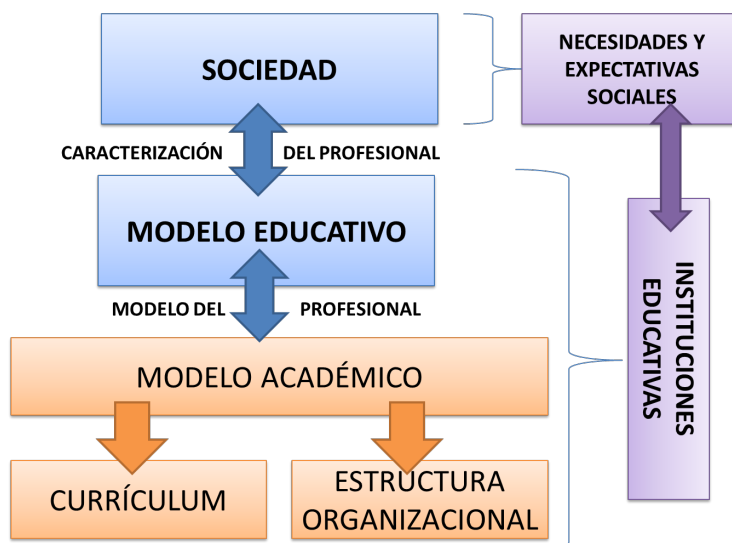 SOCIEDAD
NECESIDADES Y
EXPECTATIVAS
SOCIALES
CARACTERIZACIÓN DEL PROFESIONAL
MODELO EDUCATIVO
MODELO DEL PROFESIONAL
INSTITUCIONES
EDUCATIVAS
MODELO ACADÉMICO
CURRÍCULUM
ESTRUCTURA
ORGANIZACIONAL